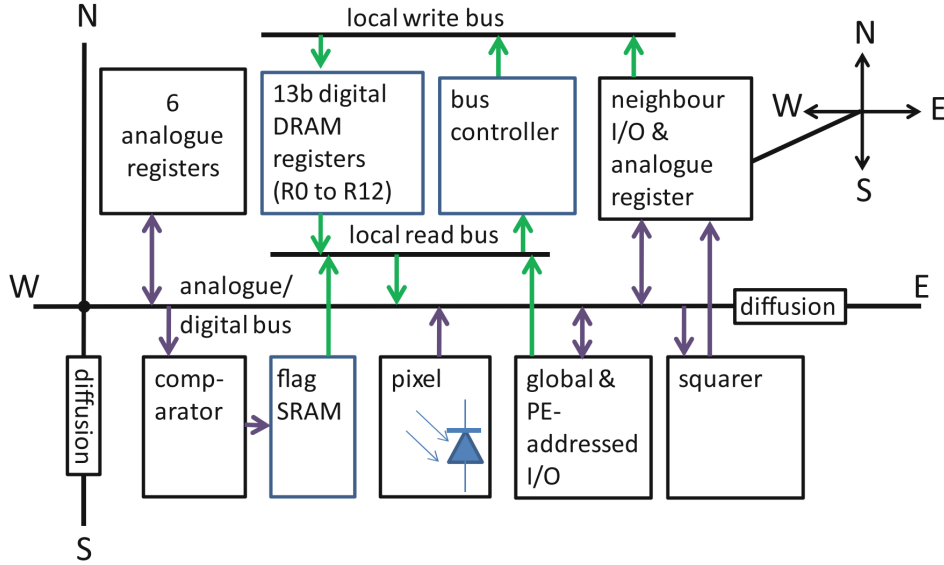 local write bus
N
6
analogue
registers
13b digital
DRAM
registers
(R0 to R12)
bus
controller
neighbour
I/O &
analogue
register
N
W
E
S
local read bus
W
analogue/
digital bus
diffusion
E
diffusion
comp-
arator
flag
SRAM
pixel
global &
PE-
addressed
I/O
squarer
S